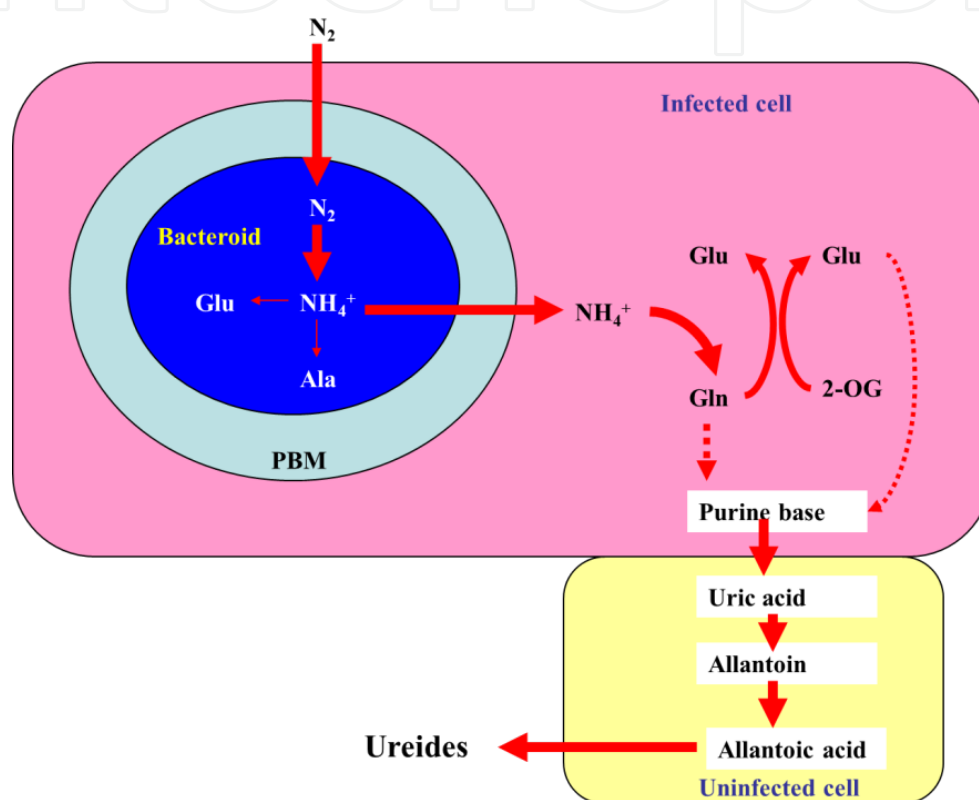 N₂
Infected cell
N₂
Bacteroid
Glu
NH₄⁺
Ala
PBM
NH₄⁺
Glu
Glu
Gln
2-OG
Purine base
Uric acid
Allantoin
Allantoic acid
Ureides
Uninfected cell